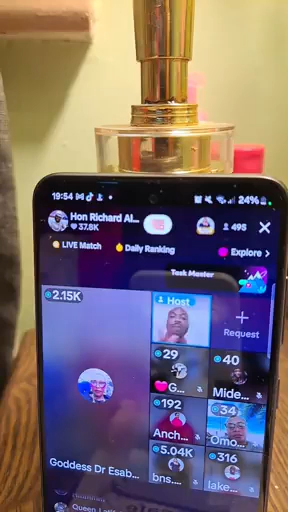 19:54
24%
Hon Richard Al...
37.8K
495
LIVE Match
Daily Ranking
Explore >
Task Master
2.15K
Host
+
Request
29
40
G...
Mide...
192
34
Anch...
Omo...
5.04K
316
Goddess Dr Esab...
bns....
lake...